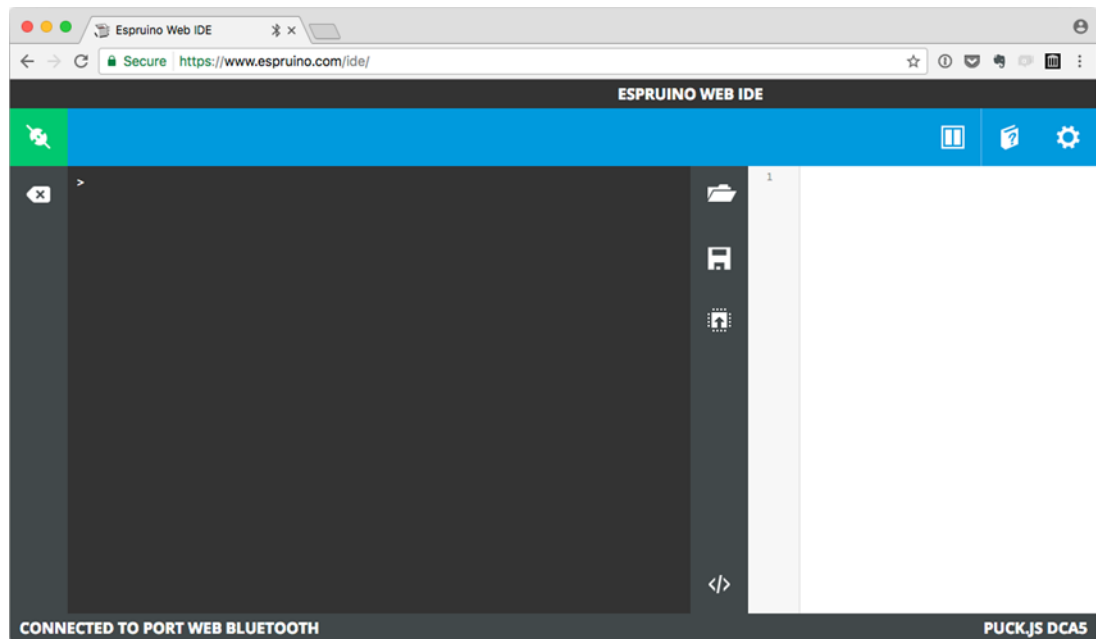 Espruino Web IDE
Secure https://www.espruino.com/ide/
ESPRUINO WEB IDE
>
1
</>
CONNECTED TO PORT WEB BLUETOOTH
PUCK.JS DCA5